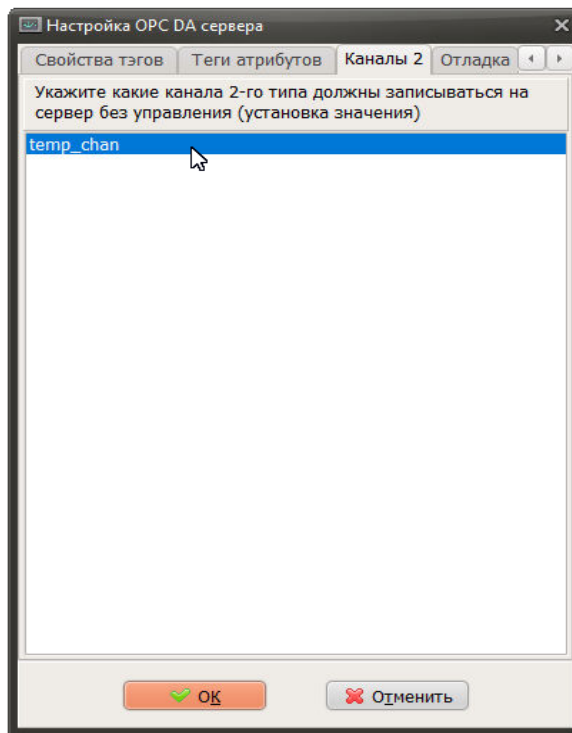 Настройка OPC DA сервера
Свойства тэгов Теги атрибутов Каналы 2 Отладка
Укажите какие канала 2-го типа должны записываться на
сервер без управления (установка значения)
temp_chan
OK Отменить